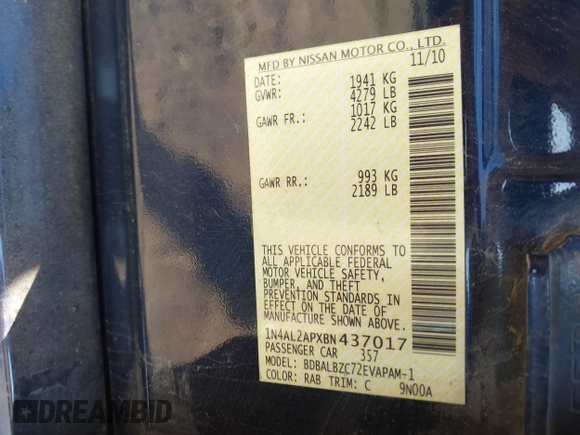 MFD BY NISSAN MOTOR CO., LTD.
DATE: 11/10
GVWR: 1941 KG
4279 LB
GAWR FR.: 1017 KG
2242 LB
GAWR RR.: 993 KG
2189 LB
THIS VEHICLE CONFORMS TO
ALL APPLICABLE FEDERAL
MOTOR VEHICLE SAFETY,
BUMPER, AND THEFT
PREVENTION STANDARDS IN
EFFECT ON THE DATE OF
MANUFACTURE SHOWN ABOVE.
1N4AL2APXBN437017
PASSENGER CAR 357
MODEL: BDBALBZC72EVAPAM-1
COLOR: RAB TRIM: C 9N00A
DREAMBID